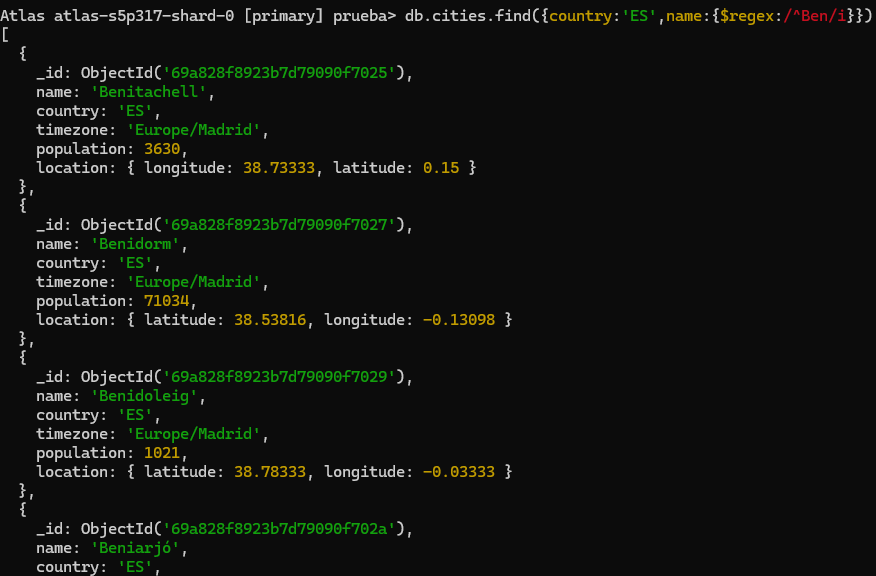 Atlas atlas-s5p317-shard-0 [primary] prueba> db.cities.find({country:'ES',name:{$regex:/^Ben/i}})
[
  {
    _id: ObjectId('69a828f8923b7d79090f7025'),
    name: 'Benitachell',
    country: 'ES',
    timezone: 'Europe/Madrid',
    population: 3630,
    location: { longitude: 38.73333, latitude: 0.15 }
  },
  {
    _id: ObjectId('69a828f8923b7d79090f7027'),
    name: 'Benidorm',
    country: 'ES',
    timezone: 'Europe/Madrid',
    population: 71034,
    location: { latitude: 38.53816, longitude: -0.13098 }
  },
  {
    _id: ObjectId('69a828f8923b7d79090f7029'),
    name: 'Benidoleig',
    country: 'ES',
    timezone: 'Europe/Madrid',
    population: 1021,
    location: { latitude: 38.78333, longitude: -0.03333 }
  },
  {
    _id: ObjectId('69a828f8923b7d79090f702a'),
    name: 'Beniarjó',
    country: 'ES',